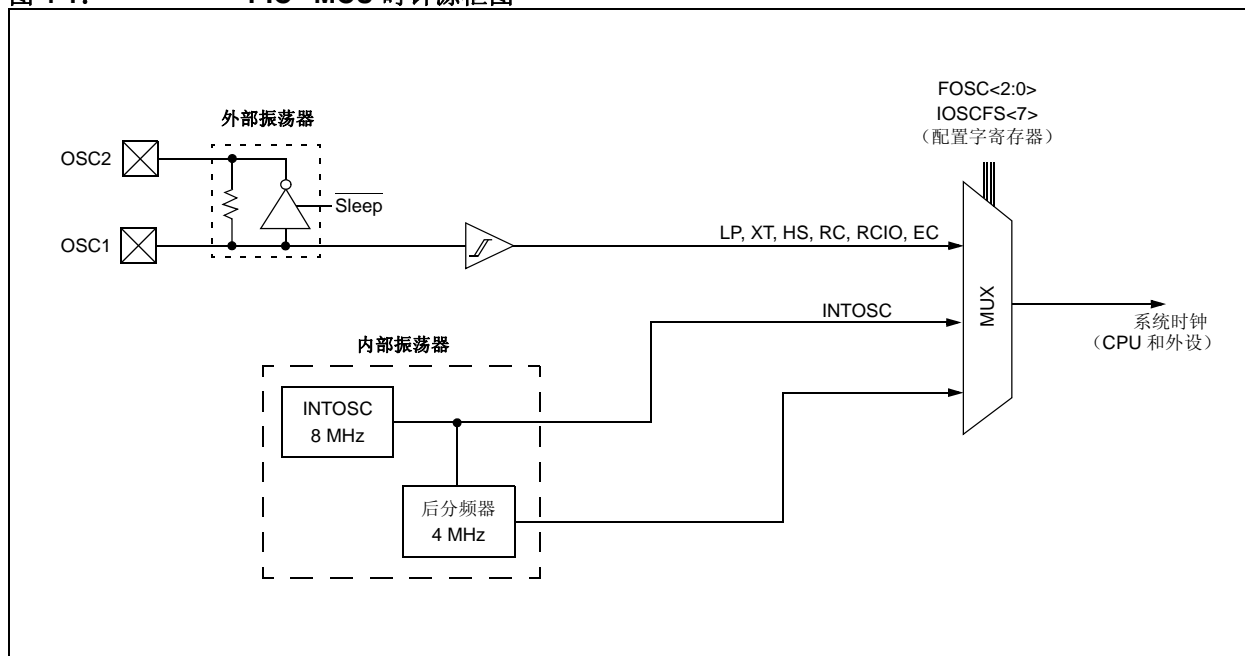 FOSC<2:0>
IOSCFS<7>
（配置字寄存器）
外部振荡器
OSC2
Sleep
OSC1
LP, XT, HS, RC, RCIO, EC
MUX
INTOSC
系统时钟
（CPU 和外设）
内部振荡器
INTOSC
8 MHz
后分频器
4 MHz